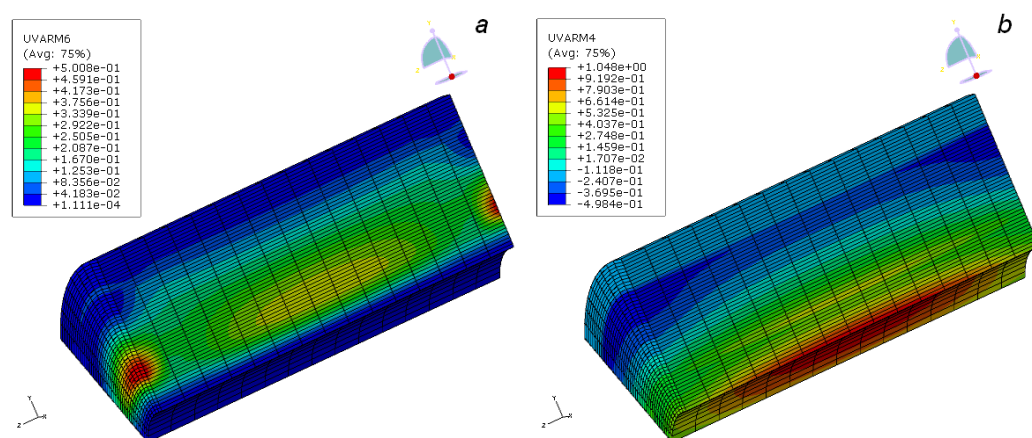 a
UVARM6
(Avg: 75%)
+5.008e-01
+4.591e-01
+4.173e-01
+3.756e-01
+3.339e-01
+2.922e-01
+2.505e-01
+2.087e-01
+1.670e-01
+1.253e-01
+8.356e-02
+4.183e-02
+1.111e-04
Y
X
Z
Y
Z
X
b
UVARM4
(Avg: 75%)
+1.048e+00
+9.192e-01
+7.903e-01
+6.614e-01
+5.325e-01
+4.037e-01
+2.748e-01
+1.459e-01
+1.707e-02
-1.118e-01
-2.407e-01
-3.695e-01
-4.984e-01
Y
X
Z
Y
Z
X